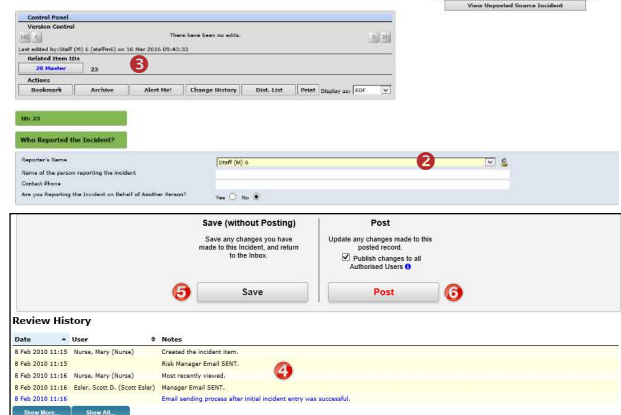 View Unposted Source Incident
Control Panel
Version Control
There have been no edits.
Last edited by:Staff (M) 6 (staffm6) on 16 Mar 2016 05:43:33
Related Item IDs
20 Master 23
3
Actions
Bookmark Archive Alert Me! Change History Dist. List Print Display as: PDF
ID: 23
Who Reported the Incident?
Reporter's Name Staff (M) 6
2
Name of the person reporting the incident
Contact Phone
Are you Reporting the Incident on Behalf of Another Person? Yes No
Save (without Posting)
Save any changes you have
made to this Incident, and return
to the Inbox.
5
Save
Post
Update any changes made to this
posted record.
Publish changes to all
Authorised Users
Post
6
Review History
Date User Notes
8 Feb 2010 11:15 Nurse, Mary (Nurse) Created the incident item.
8 Feb 2010 11:15 Risk Manager Email SENT.
8 Feb 2010 11:16 Nurse, Mary (Nurse) Most recently viewed.
4
8 Feb 2010 11:16 Esler, Scott D. (Scott Esler) Manager Email SENT.
8 Feb 2010 11:16 Email sending process after initial incident entry was successful.
Show More... Show All...